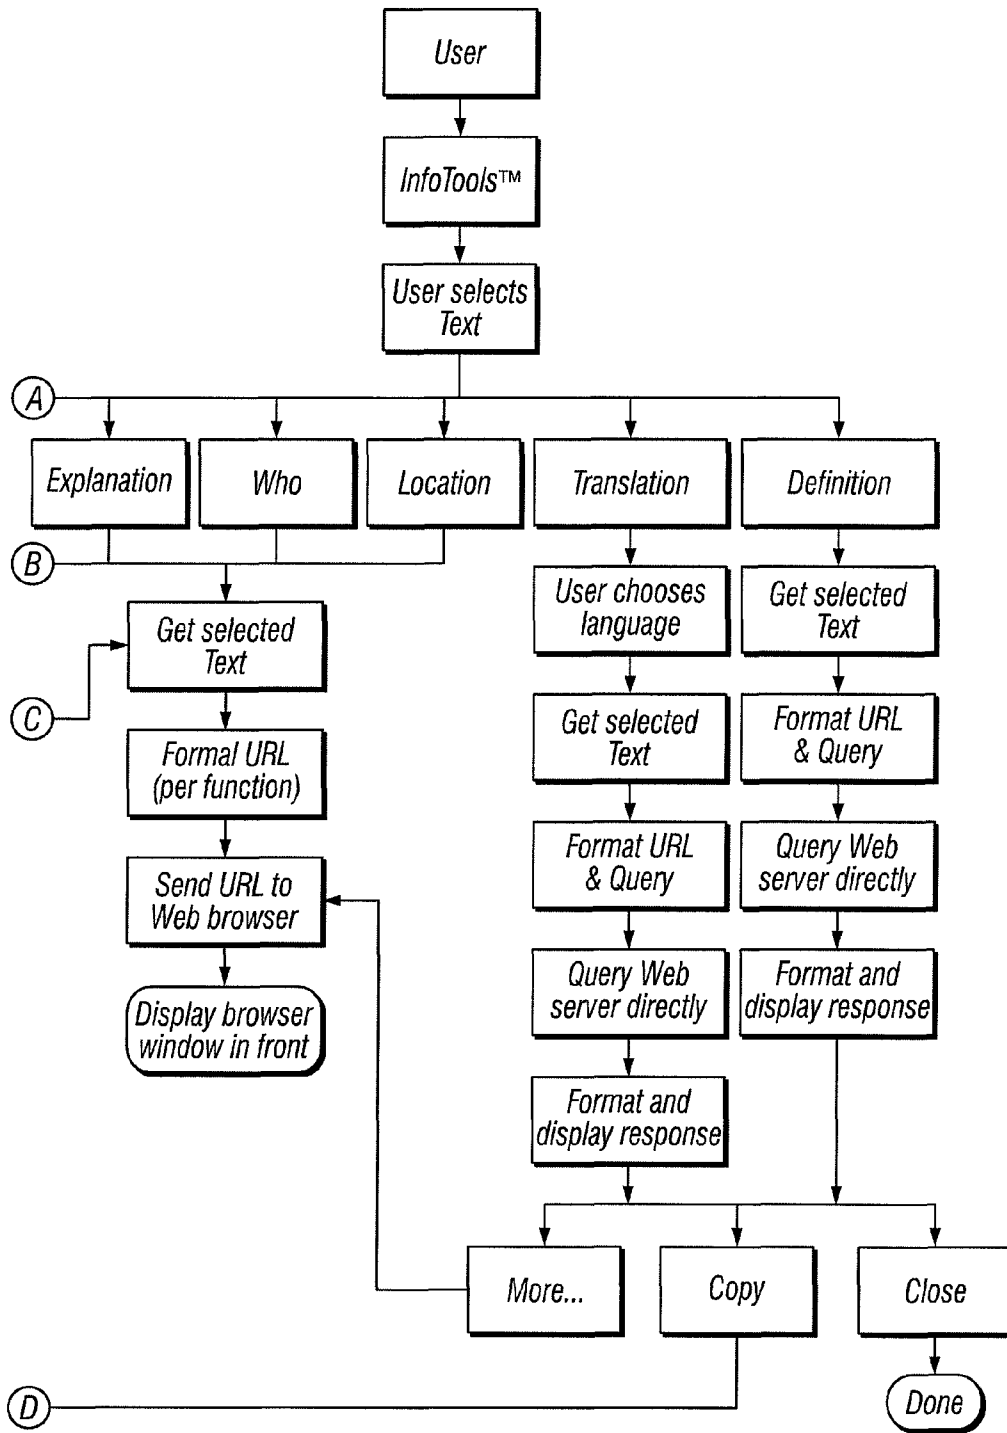 User
InfoTools™
User selects
Text
A
Explanation
Who
Location
Translation
Definition
B
User chooses
language
Get selected
Text
Get selected
Text
C
Get selected
Text
Format URL
& Query
Formal URL
(per function)
Format URL
& Query
Query Web
server directly
Send URL to
Web browser
Query Web
server directly
Format and
display response
Display browser
window in front
Format and
display response
More...
Copy
Close
D
Done